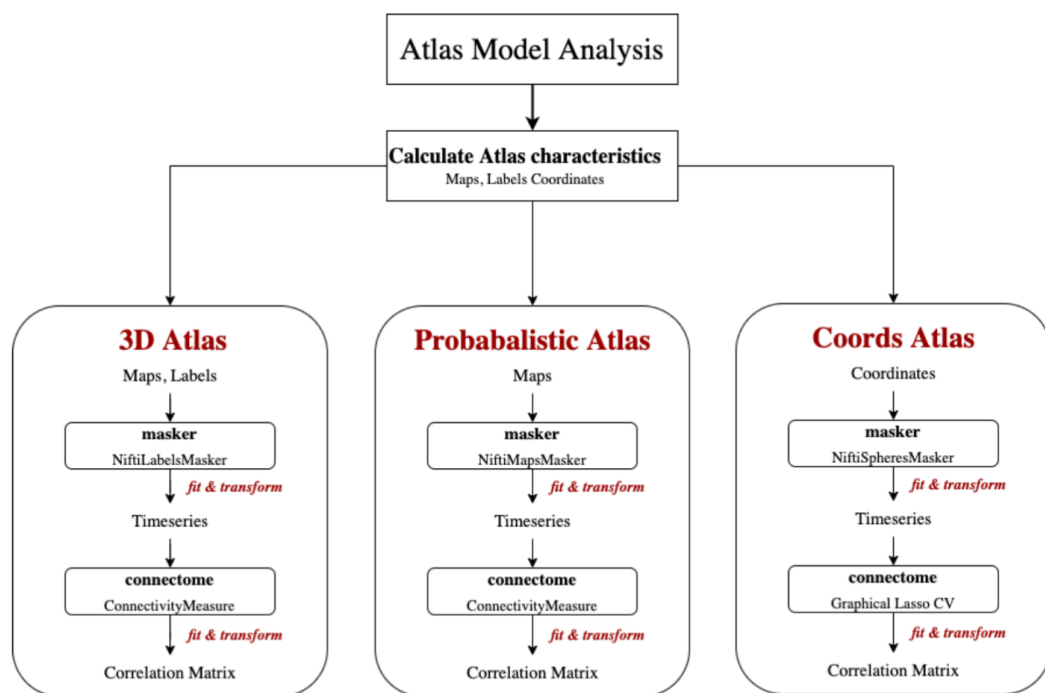 Atlas Model Analysis
Calculate Atlas characteristics
Maps, Labels Coordinates
3D Atlas
Maps, Labels
masker
NiftiLabelsMasker
fit & transform
Timeseries
connectome
ConnectivityMeasure
fit & transform
Correlation Matrix
Probabalistic Atlas
Maps
masker
NiftiMapsMasker
fit & transform
Timeseries
connectome
ConnectivityMeasure
fit & transform
Correlation Matrix
Coords Atlas
Coordinates
masker
NiftiSpheresMasker
fit & transform
Timeseries
connectome
Graphical Lasso CV
fit & transform
Correlation Matrix